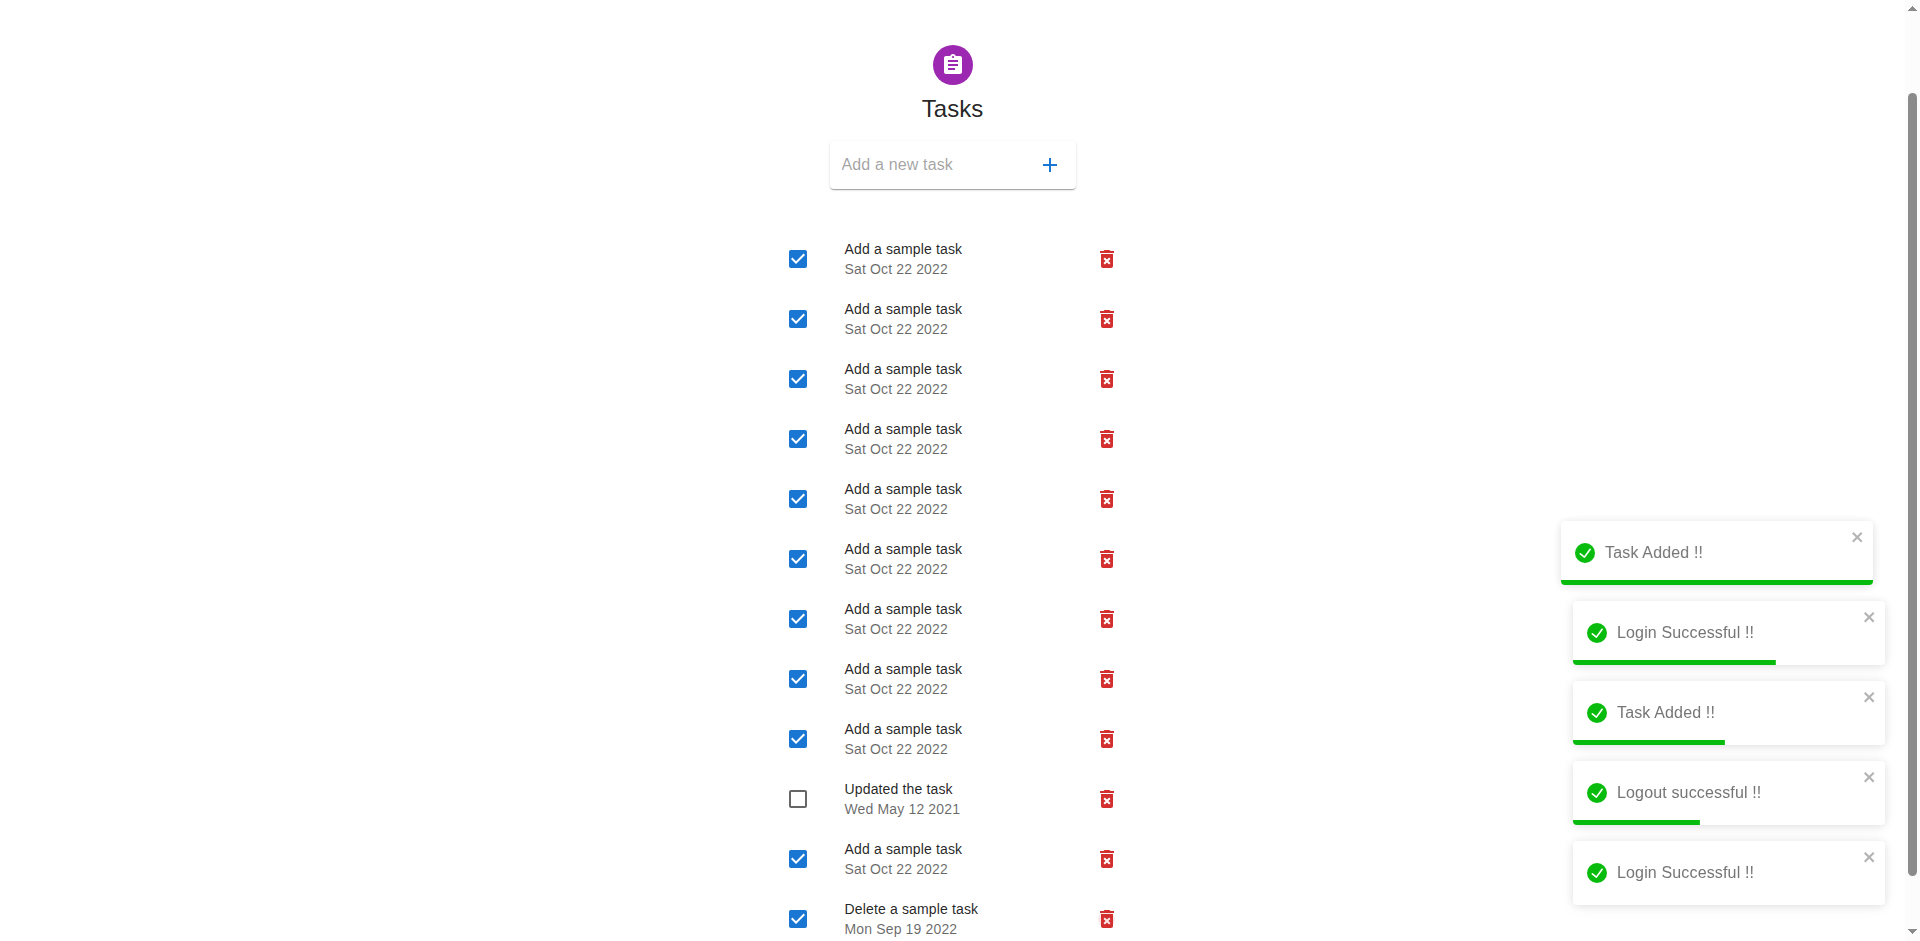 Tasks
Add a new task
Add a sample task
Sat Oct 22 2022
Add a sample task
Sat Oct 22 2022
Add a sample task
Sat Oct 22 2022
Add a sample task
Sat Oct 22 2022
Add a sample task
Sat Oct 22 2022
Add a sample task
Sat Oct 22 2022
Add a sample task
Sat Oct 22 2022
Add a sample task
Sat Oct 22 2022
Add a sample task
Sat Oct 22 2022
Updated the task
Wed May 12 2021
Add a sample task
Sat Oct 22 2022
Delete a sample task
Mon Sep 19 2022
Task Added !!
Login Successful !!
Task Added !!
Logout successful !!
Login Successful !!